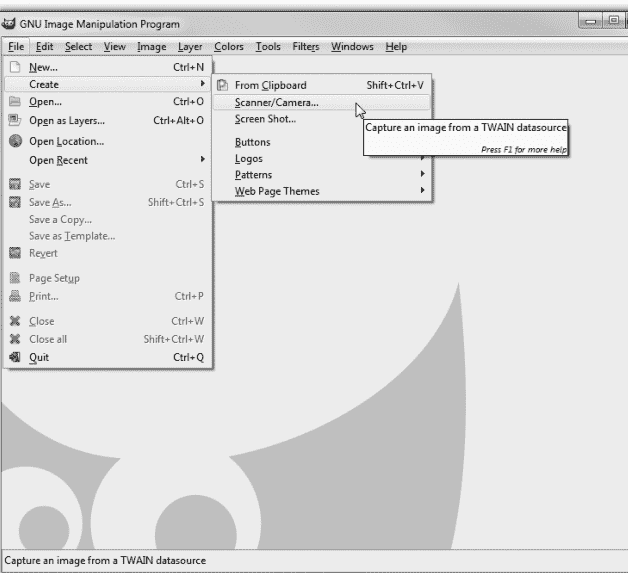 GNU Image Manipulation Program
File Edit Select View Image Layer Colors Tools Filters Windows Help
New... Ctrl+N
Create
Open... Ctrl+O
Open as Layers... Ctrl+Alt+O
Open Location...
Open Recent
Save Ctrl+S
Save As... Shift+Ctrl+S
Save a Copy...
Save as Template...
Revert
Page Setup
Print... Ctrl+P
Close Ctrl+W
Close all Shift+Ctrl+W
Quit Ctrl+Q
From Clipboard Shift+Ctrl+V
Scanner/Camera...
Screen Shot...
Buttons
Logos
Patterns
Web Page Themes
Capture an image from a TWAIN datasource
Press F1 for more help
Capture an image from a TWAIN datasource